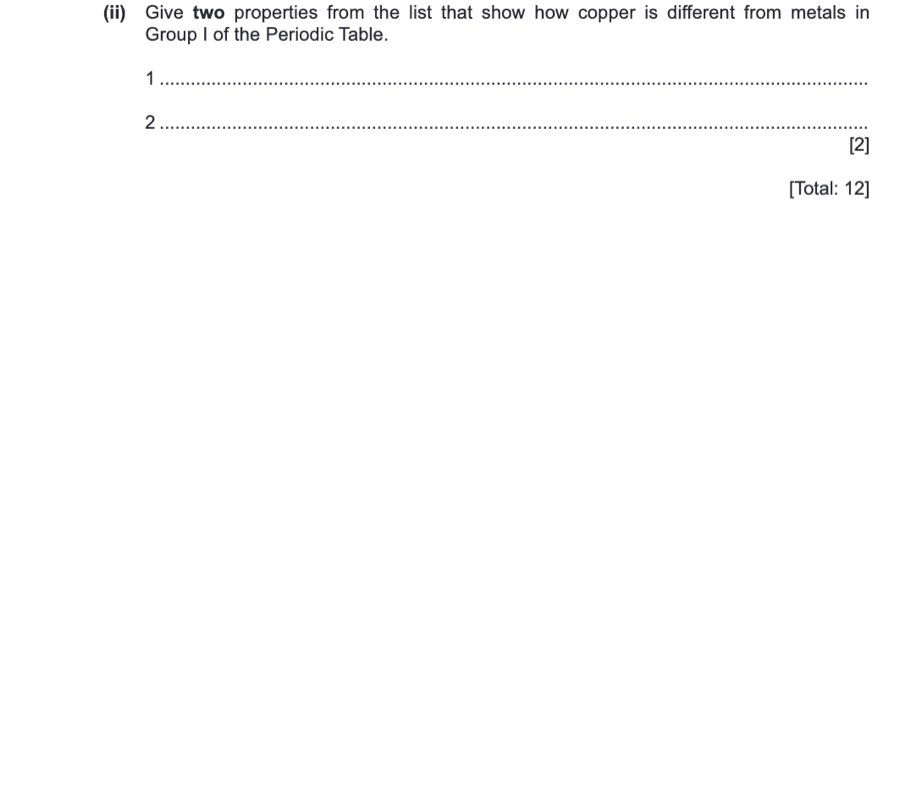 (ii) Give two properties from the list that show how copper is different from metals in
Group I of the Periodic Table.
1 ..........................................................................................................................................
2 ..........................................................................................................................................
[2]
[Total: 12]